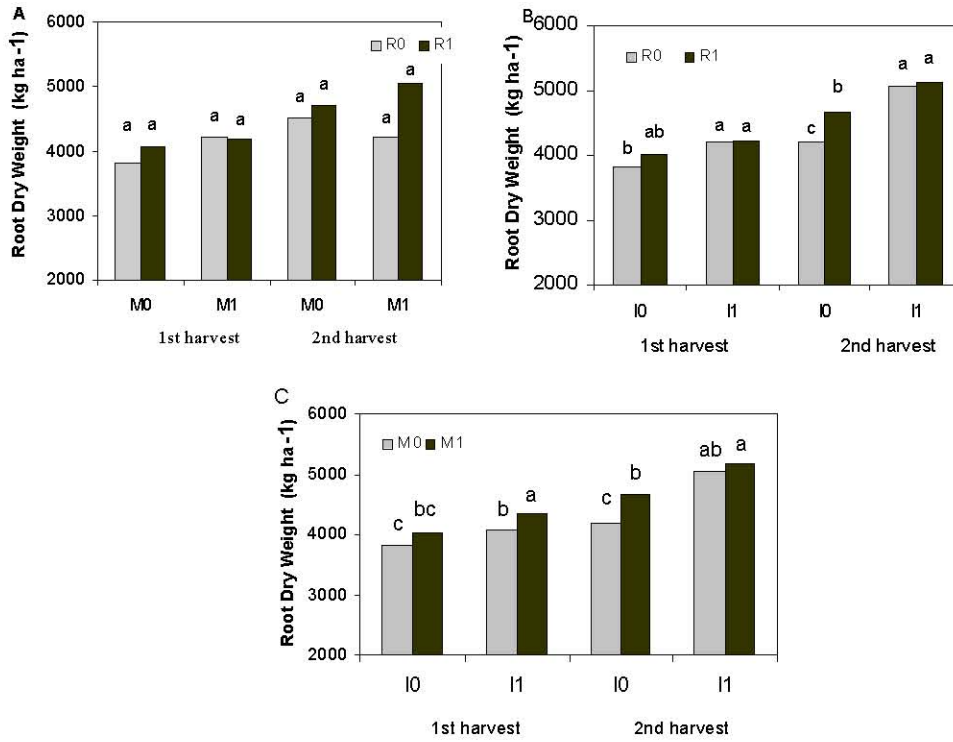 A
6000
5000
4000
3000
2000
Root Dry Weight (kg ha-1)
R0 R1
a a a a a a a a
M0 M1 M0 M1
1st harvest 2nd harvest
B
6000
5000
4000
3000
2000
Root Dry Weight (kg ha-1)
R0 R1
b ab a a c b a a
I0 I1 I0 I1
1st harvest 2nd harvest
C
6000
5000
4000
3000
2000
Root Dry Weight (kg ha-1)
M0 M1
c bc b a c b ab a
I0 I1 I0 I1
1st harvest 2nd harvest